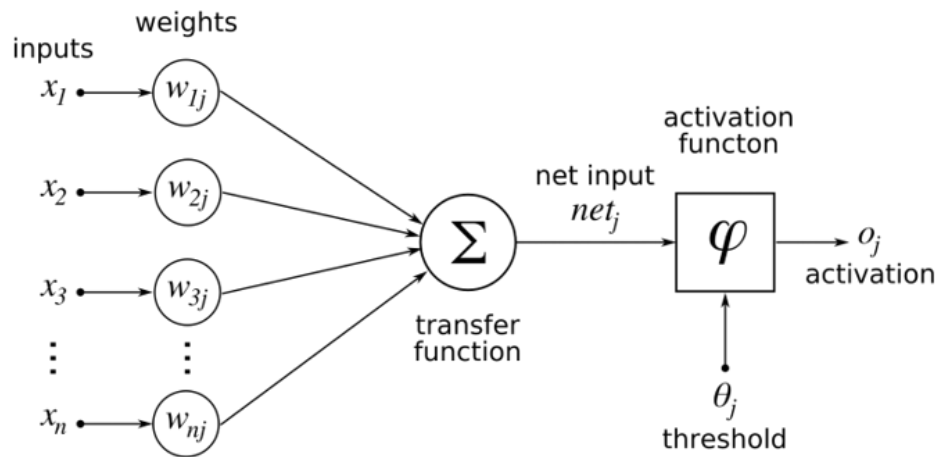 weights
inputs
x1
w1j
x2
w2j
x3
w3j
⋮
⋮
xn
wnj
Σ
transfer
function
net input
netj
activation
functon
φ
oj
activation
θj
threshold